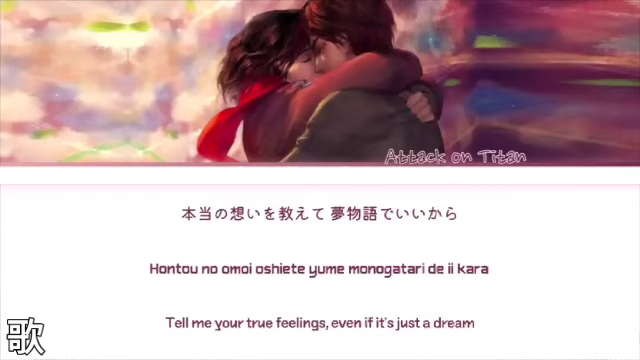 Attack on Titan
本当の想いを教えて 夢物語でいいから
Hontou no omoi oshiete yume monogatari de ii kara
Tell me your true feelings, even if it's just a dream
歌